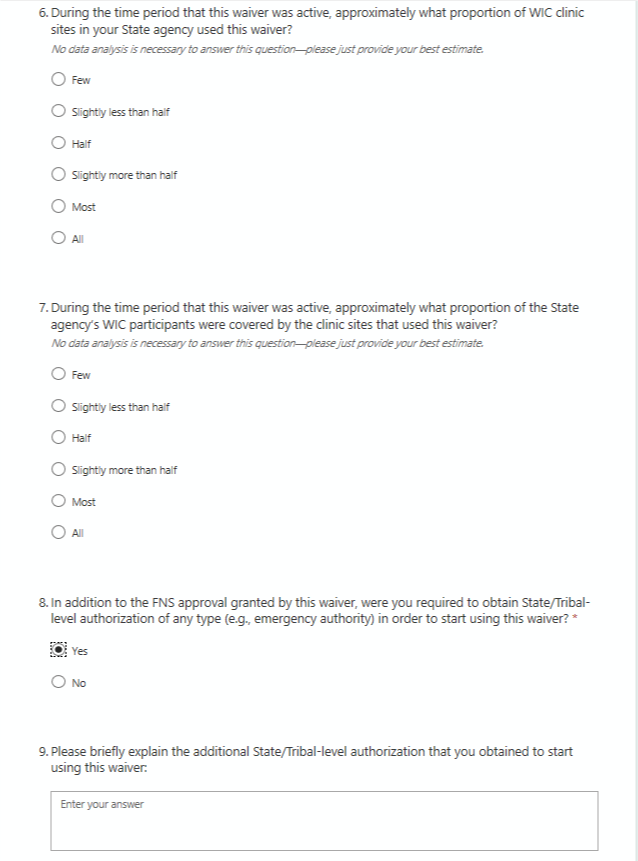 6. During the time period that this waiver was active, approximately what proportion of WIC clinic
sites in your State agency used this waiver?
No data analysis is necessary to answer this question—please just provide your best estimate.
Few
Slightly less than half
Half
Slightly more than half
Most
All
7. During the time period that this waiver was active, approximately what proportion of the State
agency's WIC participants were covered by the clinic sites that used this waiver?
No data analysis is necessary to answer this question—please just provide your best estimate.
Few
Slightly less than half
Half
Slightly more than half
Most
All
8. In addition to the FNS approval granted by this waiver, were you required to obtain State/Tribal-
level authorization of any type (e.g., emergency authority) in order to start using this waiver? *
Yes
No
9. Please briefly explain the additional State/Tribal-level authorization that you obtained to start
using this waiver:
Enter your answer